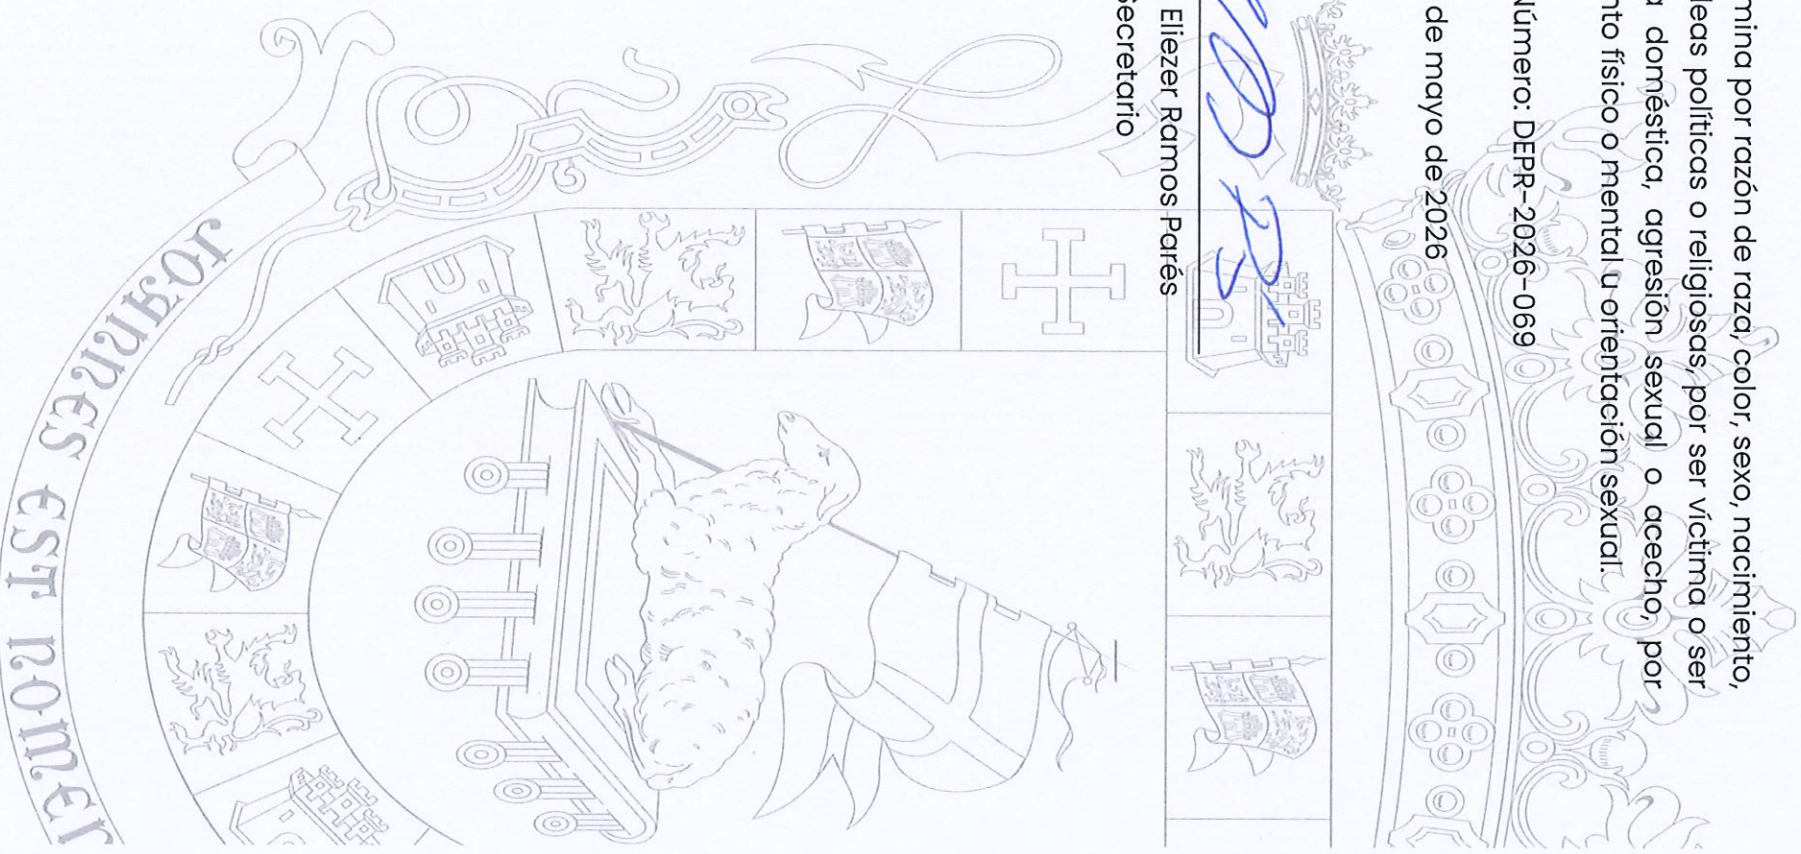 mina por razón de raza, color, sexo, nacimiento,
leas políticas o religiosas, por ser víctima o ser
a doméstica, agresión sexual o acecho, por
nto físico o mental u orientación sexual.
Número: DEPR-2026-069
de mayo de 2026
Eliezer Ramos Parés
Secretario
JOANNES EST NOMEN